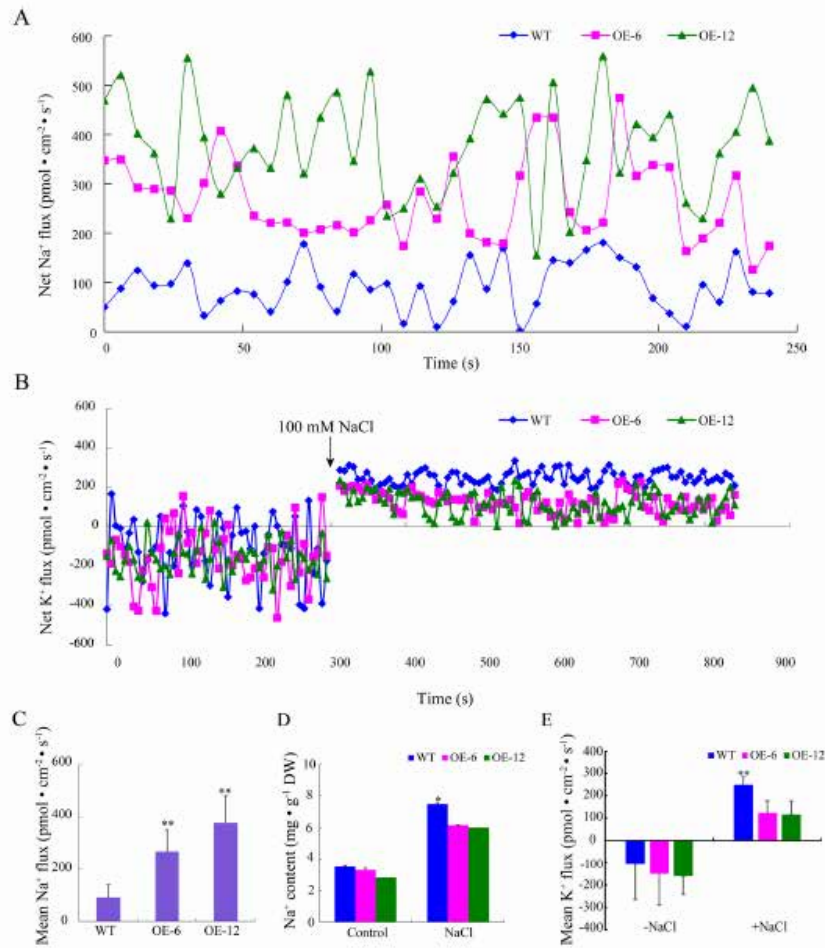 A
WT OE-6 OE-12
Net Na⁺ flux (pmol • cm⁻² • s⁻¹)
600
500
400
300
200
100
0
0 50 100 150 200 250
Time (s)
B
100 mM NaCl
WT OE-6 OE-12
Net K⁺ flux (pmol • cm⁻² • s⁻¹)
600
400
200
0
-200
-400
-600
0 100 200 300 400 500 600 700 800 900
Time (s)
C
Mean Na⁺ flux (pmol • cm⁻² • s⁻¹)
600
400
200
0
**
**
WT OE-6 OE-12
D
WT OE-6 OE-12
Na⁺ content (mg • g⁻¹ DW)
10
8
6
4
2
0
*
Control NaCl
E
WT OE-6 OE-12
Mean K⁺ flux (pmol • cm⁻² • s⁻¹)
400
300
200
100
0
-100
-200
-300
-400
**
-NaCl +NaCl